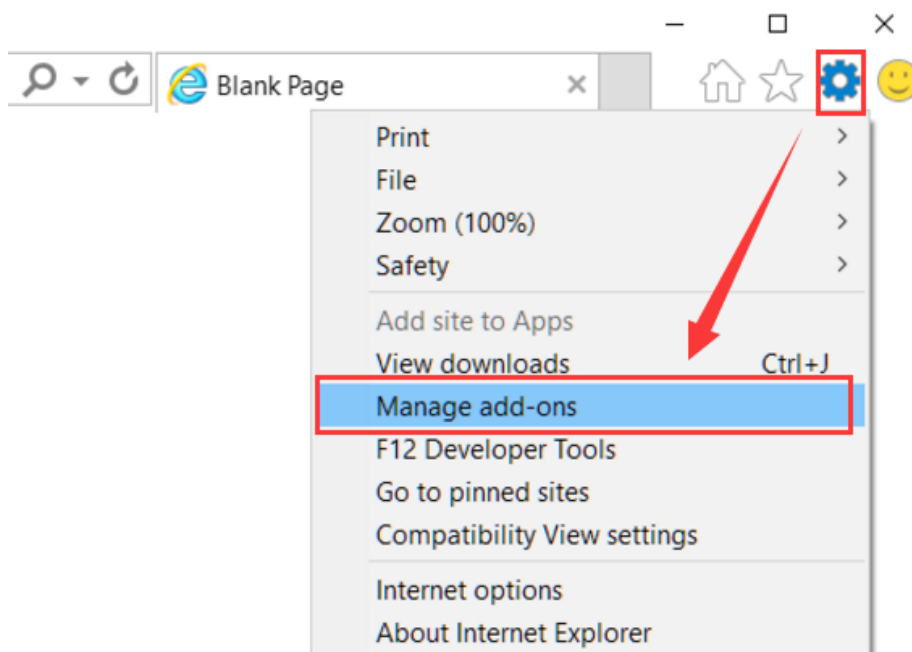 Blank Page
Print
File
Zoom (100%)
Safety
Add site to Apps
View downloads Ctrl+J
Manage add-ons
F12 Developer Tools
Go to pinned sites
Compatibility View settings
Internet options
About Internet Explorer